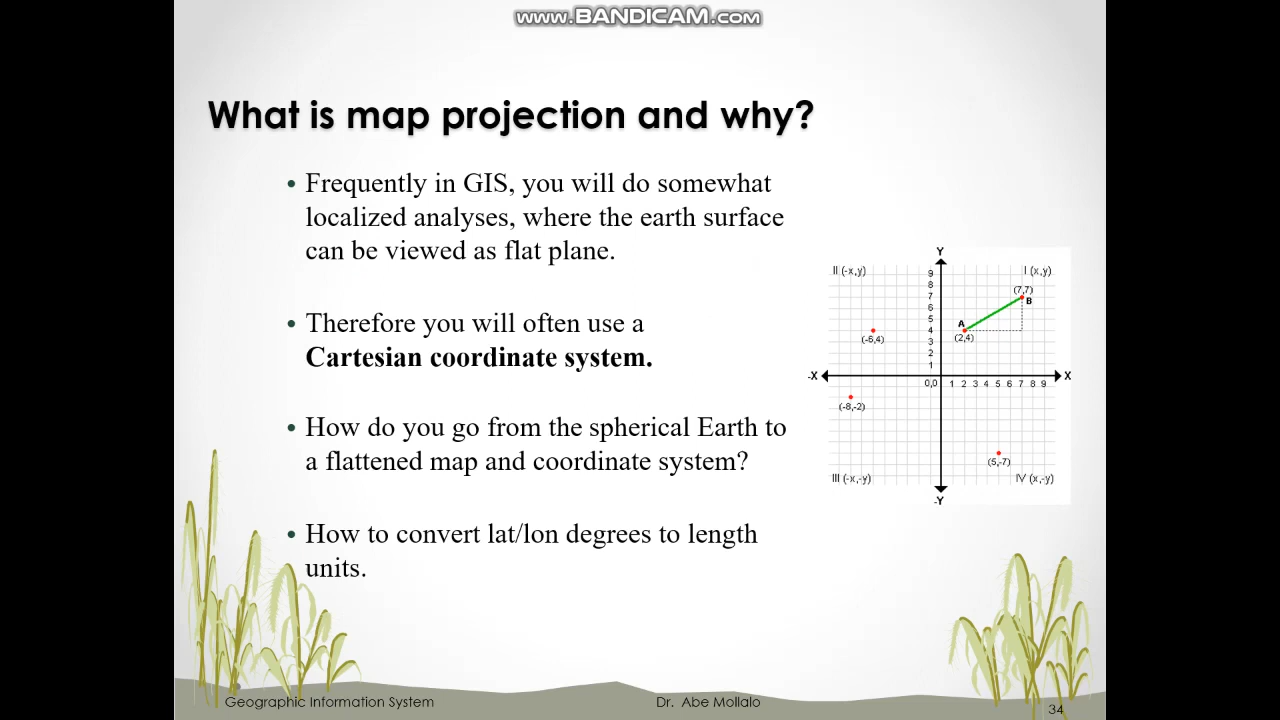 www.BANDICAM.com
What is map projection and why?
• Frequently in GIS, you will do somewhat
localized analyses, where the earth surface
can be viewed as flat plane.
• Therefore you will often use a
Cartesian coordinate system.
• How do you go from the spherical Earth to
a flattened map and coordinate system?
• How to convert lat/lon degrees to length
units.
Y
II (-x,y)
I (x,y)
9
8
7
6
5
4
3
2
1
(7,7)
B
A
(2,4)
(-6,4)
-X
X
0,0 1 2 3 4 5 6 7 8 9
(-8,-2)
(5,-7)
III (-x,-y)
IV (x,-y)
-Y
Geographic Information System
Dr. Abe Mollalo
34